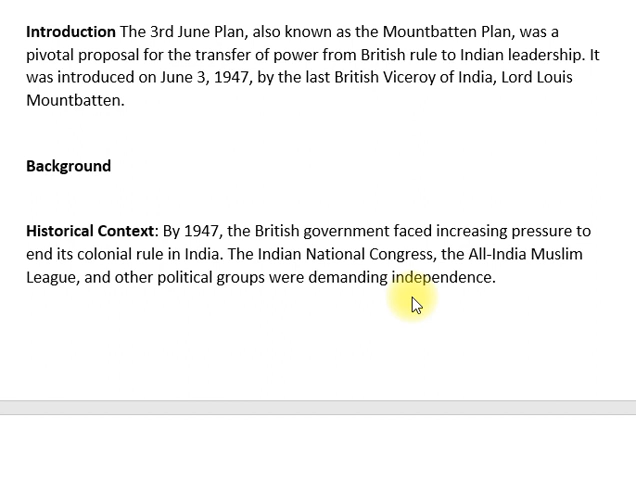 Introduction The 3rd June Plan, also known as the Mountbatten Plan, was a
pivotal proposal for the transfer of power from British rule to Indian leadership. It
was introduced on June 3, 1947, by the last British Viceroy of India, Lord Louis
Mountbatten.
Background
Historical Context: By 1947, the British government faced increasing pressure to
end its colonial rule in India. The Indian National Congress, the All-India Muslim
League, and other political groups were demanding independence.